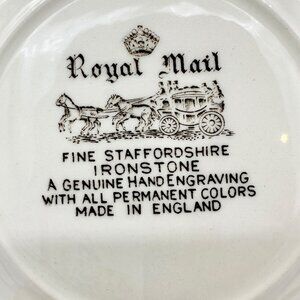 Royal Mail
FINE STAFFORDSHIRE
IRONSTONE
A GENUINE HAND ENGRAVING
WITH ALL PERMANENT COLORS
MADE IN ENGLAND